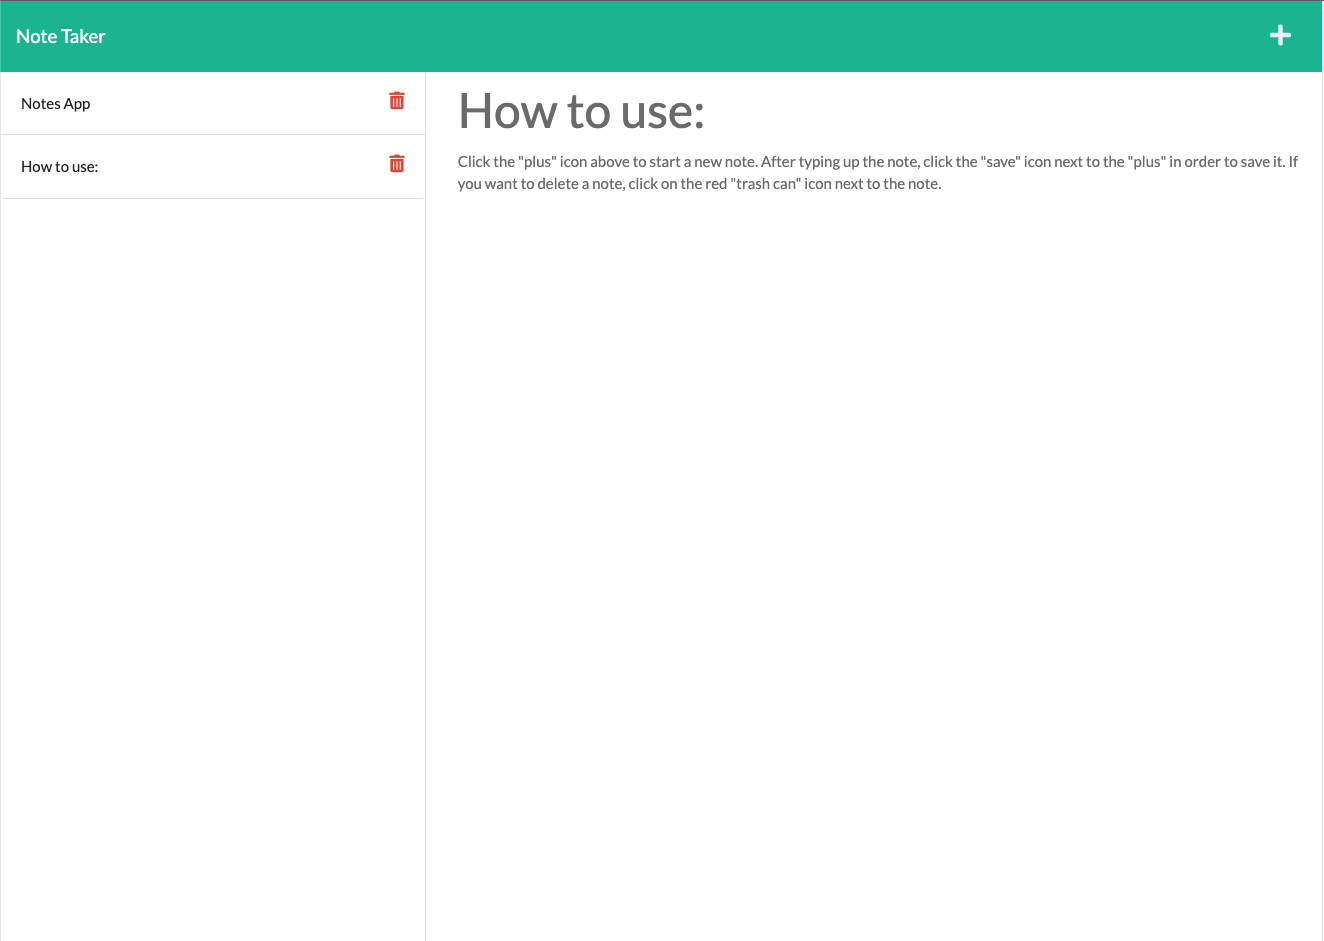 Note Taker
Notes App
How to use:
How to use:
Click the "plus" icon above to start a new note. After typing up the note, click the "save" icon next to the "plus" in order to save it. If
you want to delete a note, click on the red "trash can" icon next to the note.